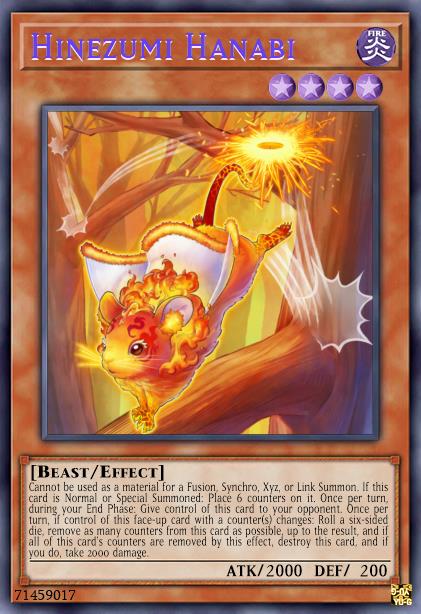 Hinezumi Hanabi
FIRE
炎
[Beast/Effect]
Cannot be used as a material for a Fusion, Synchro, Xyz, or Link Summon. If this
card is Normal or Special Summoned: Place 6 counters on it. Once per turn,
during your End Phase: Give control of this card to your opponent. Once per
turn, if control of this face-up card with a counter(s) changes: Roll a six-sided
die, remove as many counters from this card as possible, up to the result, and if
all of this card's counters are removed by this effect, destroy this card, and if
you do, take 2000 damage.
ATK/2000 DEF/ 200
71459017